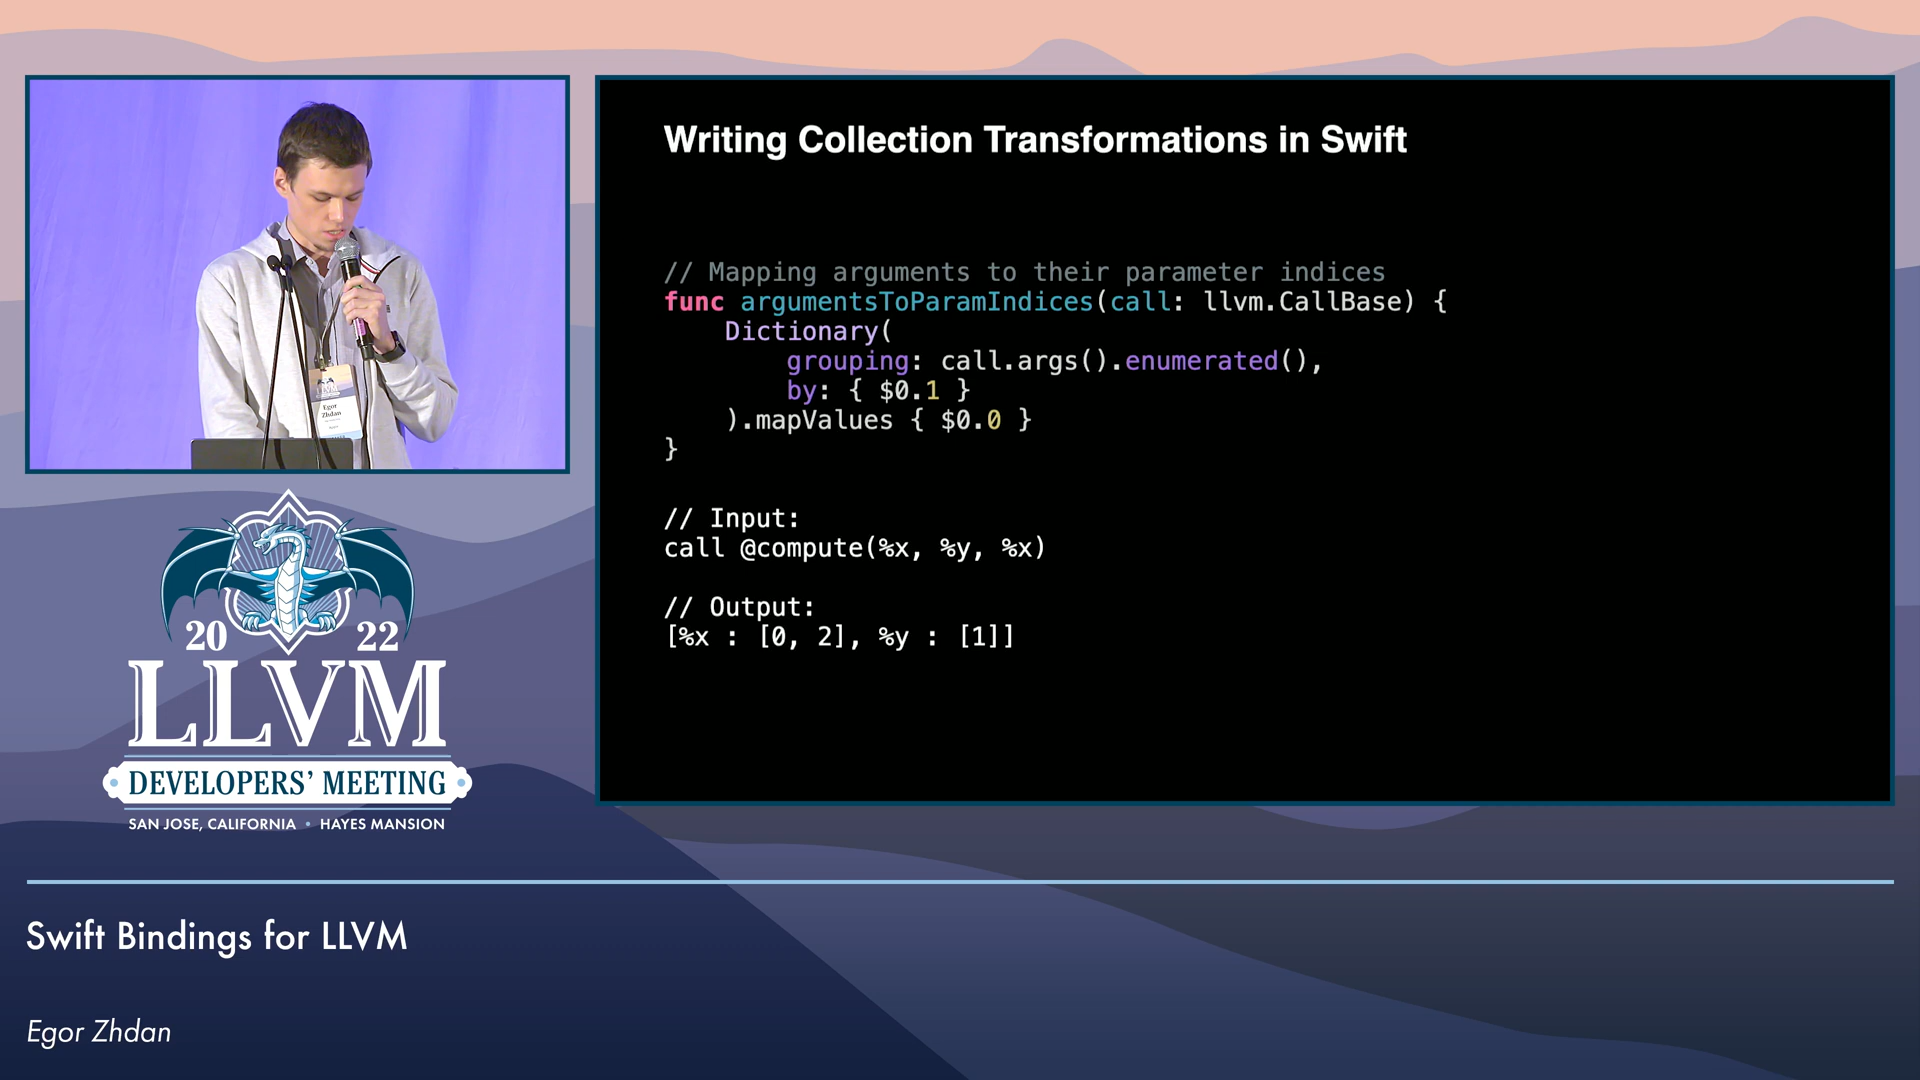 Writing Collection Transformations in Swift
// Mapping arguments to their parameter indices
func argumentsToParamIndices(call: llvm.CallBase) {
    Dictionary(
        grouping: call.args().enumerated(),
        by: { $0.1 }
    ).mapValues { $0.0 }
}
// Input:
call @compute(%x, %y, %x)
// Output:
[%x : [0, 2], %y : [1]]
Egor
Zhdan
20 22
LLVM
DEVELOPERS’ MEETING
SAN JOSE, CALIFORNIA • HAYES MANSION
Swift Bindings for LLVM
Egor Zhdan